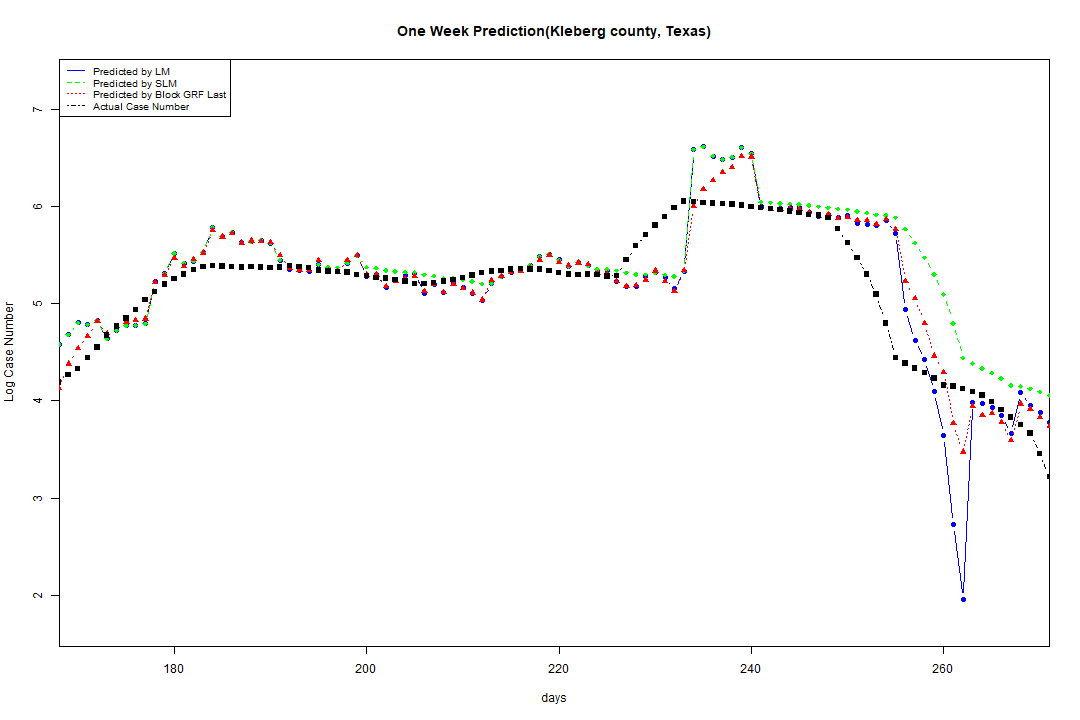 One Week Prediction(Kleberg county, Texas)
Predicted by LM
Predicted by SLM
Predicted by Block GRF Last
Actual Case Number
7
6
5
4
3
2
Log Case Number
180 200 220 240 260
days